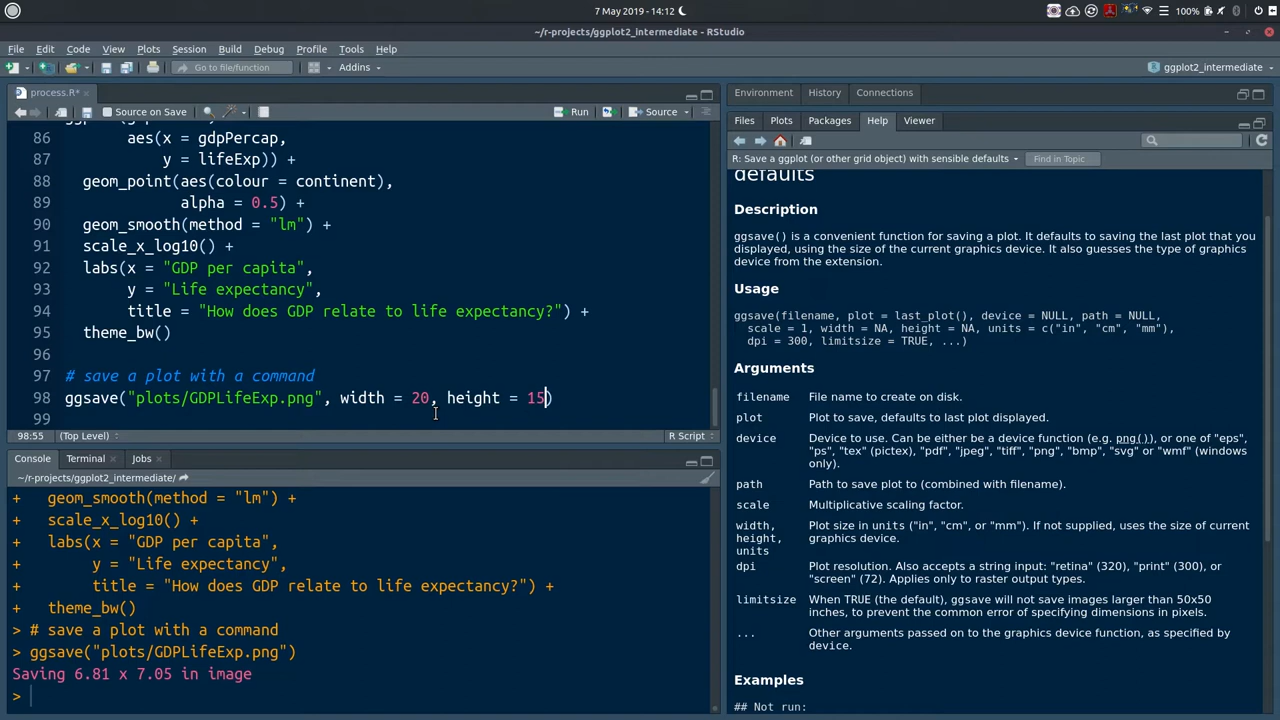 7 May 2019 - 14:12
100%
~/r-projects/ggplot2_intermediate - RStudio
File Edit Code View Plots Session Build Debug Profile Tools Help
Go to file/function Addins ggplot2_intermediate
process.R*
Source on Save Run Source
86 aes(x = gdpPercap,
87 y = lifeExp)) +
88 geom_point(aes(colour = continent),
89 alpha = 0.5) +
90 geom_smooth(method = "lm") +
91 scale_x_log10() +
92 labs(x = "GDP per capita",
93 y = "Life expectancy",
94 title = "How does GDP relate to life expectancy?") +
95 theme_bw()
96
97 # save a plot with a command
98 ggsave("plots/GDPLifeExp.png", width = 20, height = 15)
99
98:55 (Top Level) R Script
Console Terminal Jobs
~/r-projects/ggplot2_intermediate/
+ geom_smooth(method = "lm") +
+ scale_x_log10() +
+ labs(x = "GDP per capita",
+ y = "Life expectancy",
+ title = "How does GDP relate to life expectancy?") +
+ theme_bw()
> # save a plot with a command
> ggsave("plots/GDPLifeExp.png")
Saving 6.81 x 7.05 in image
>
Environment History Connections
Files Plots Packages Help Viewer
R: Save a ggplot (or other grid object) with sensible defaults Find in Topic
defaults
Description
ggsave() is a convenient function for saving a plot. It defaults to saving the last plot that you
displayed, using the size of the current graphics device. It also guesses the type of graphics
device from the extension.
Usage
ggsave(filename, plot = last_plot(), device = NULL, path = NULL,
scale = 1, width = NA, height = NA, units = c("in", "cm", "mm"),
dpi = 300, limitsize = TRUE, ...)
Arguments
filename File name to create on disk.
plot Plot to save, defaults to last plot displayed.
device Device to use. Can be either be a device function (e.g. png()), or one of "eps",
"ps", "tex" (pictex), "pdf", "jpeg", "tiff", "png", "bmp", "svg" or "wmf" (windows
only).
path Path to save plot to (combined with filename).
scale Multiplicative scaling factor.
width, Plot size in units ("in", "cm", or "mm"). If not supplied, uses the size of current
height, graphics device.
units
dpi Plot resolution. Also accepts a string input: "retina" (320), "print" (300), or
"screen" (72). Applies only to raster output types.
limitsize When TRUE (the default), ggsave will not save images larger than 50x50
inches, to prevent the common error of specifying dimensions in pixels.
... Other arguments passed on to the graphics device function, as specified by
device.
Examples
## Not run: